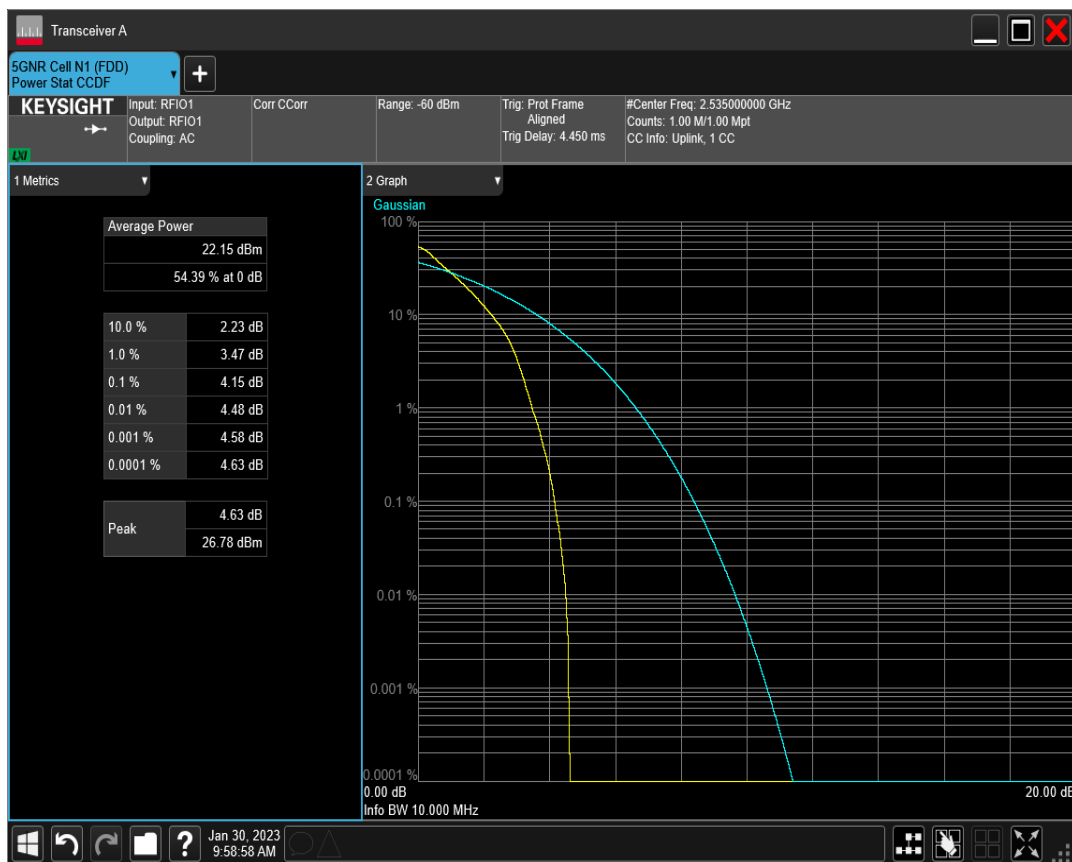 Transceiver A
5GNR Cell N1 (FDD)
Power Stat CCDF
KEYSIGHT
LXI
Input: RFIO1
Output: RFIO1
Coupling: AC
Corr CCorr
Range: -60 dBm
Trig: Prot Frame
Aligned
Trig Delay: 4.450 ms
#Center Freq: 2.535000000 GHz
Counts: 1.00 M/1.00 Mpt
CC Info: Uplink, 1 CC
1 Metrics
Average Power
22.15 dBm
54.39 % at 0 dB
10.0 % 2.23 dB
1.0 % 3.47 dB
0.1 % 4.15 dB
0.01 % 4.48 dB
0.001 % 4.58 dB
0.0001 % 4.63 dB
Peak
4.63 dB
26.78 dBm
2 Graph
Gaussian
100 %
10 %
1 %
0.1 %
0.01 %
0.001 %
0.0001 %
0.00 dB 20.00 dB
Info BW 10.000 MHz
Jan 30, 2023
9:58:58 AM